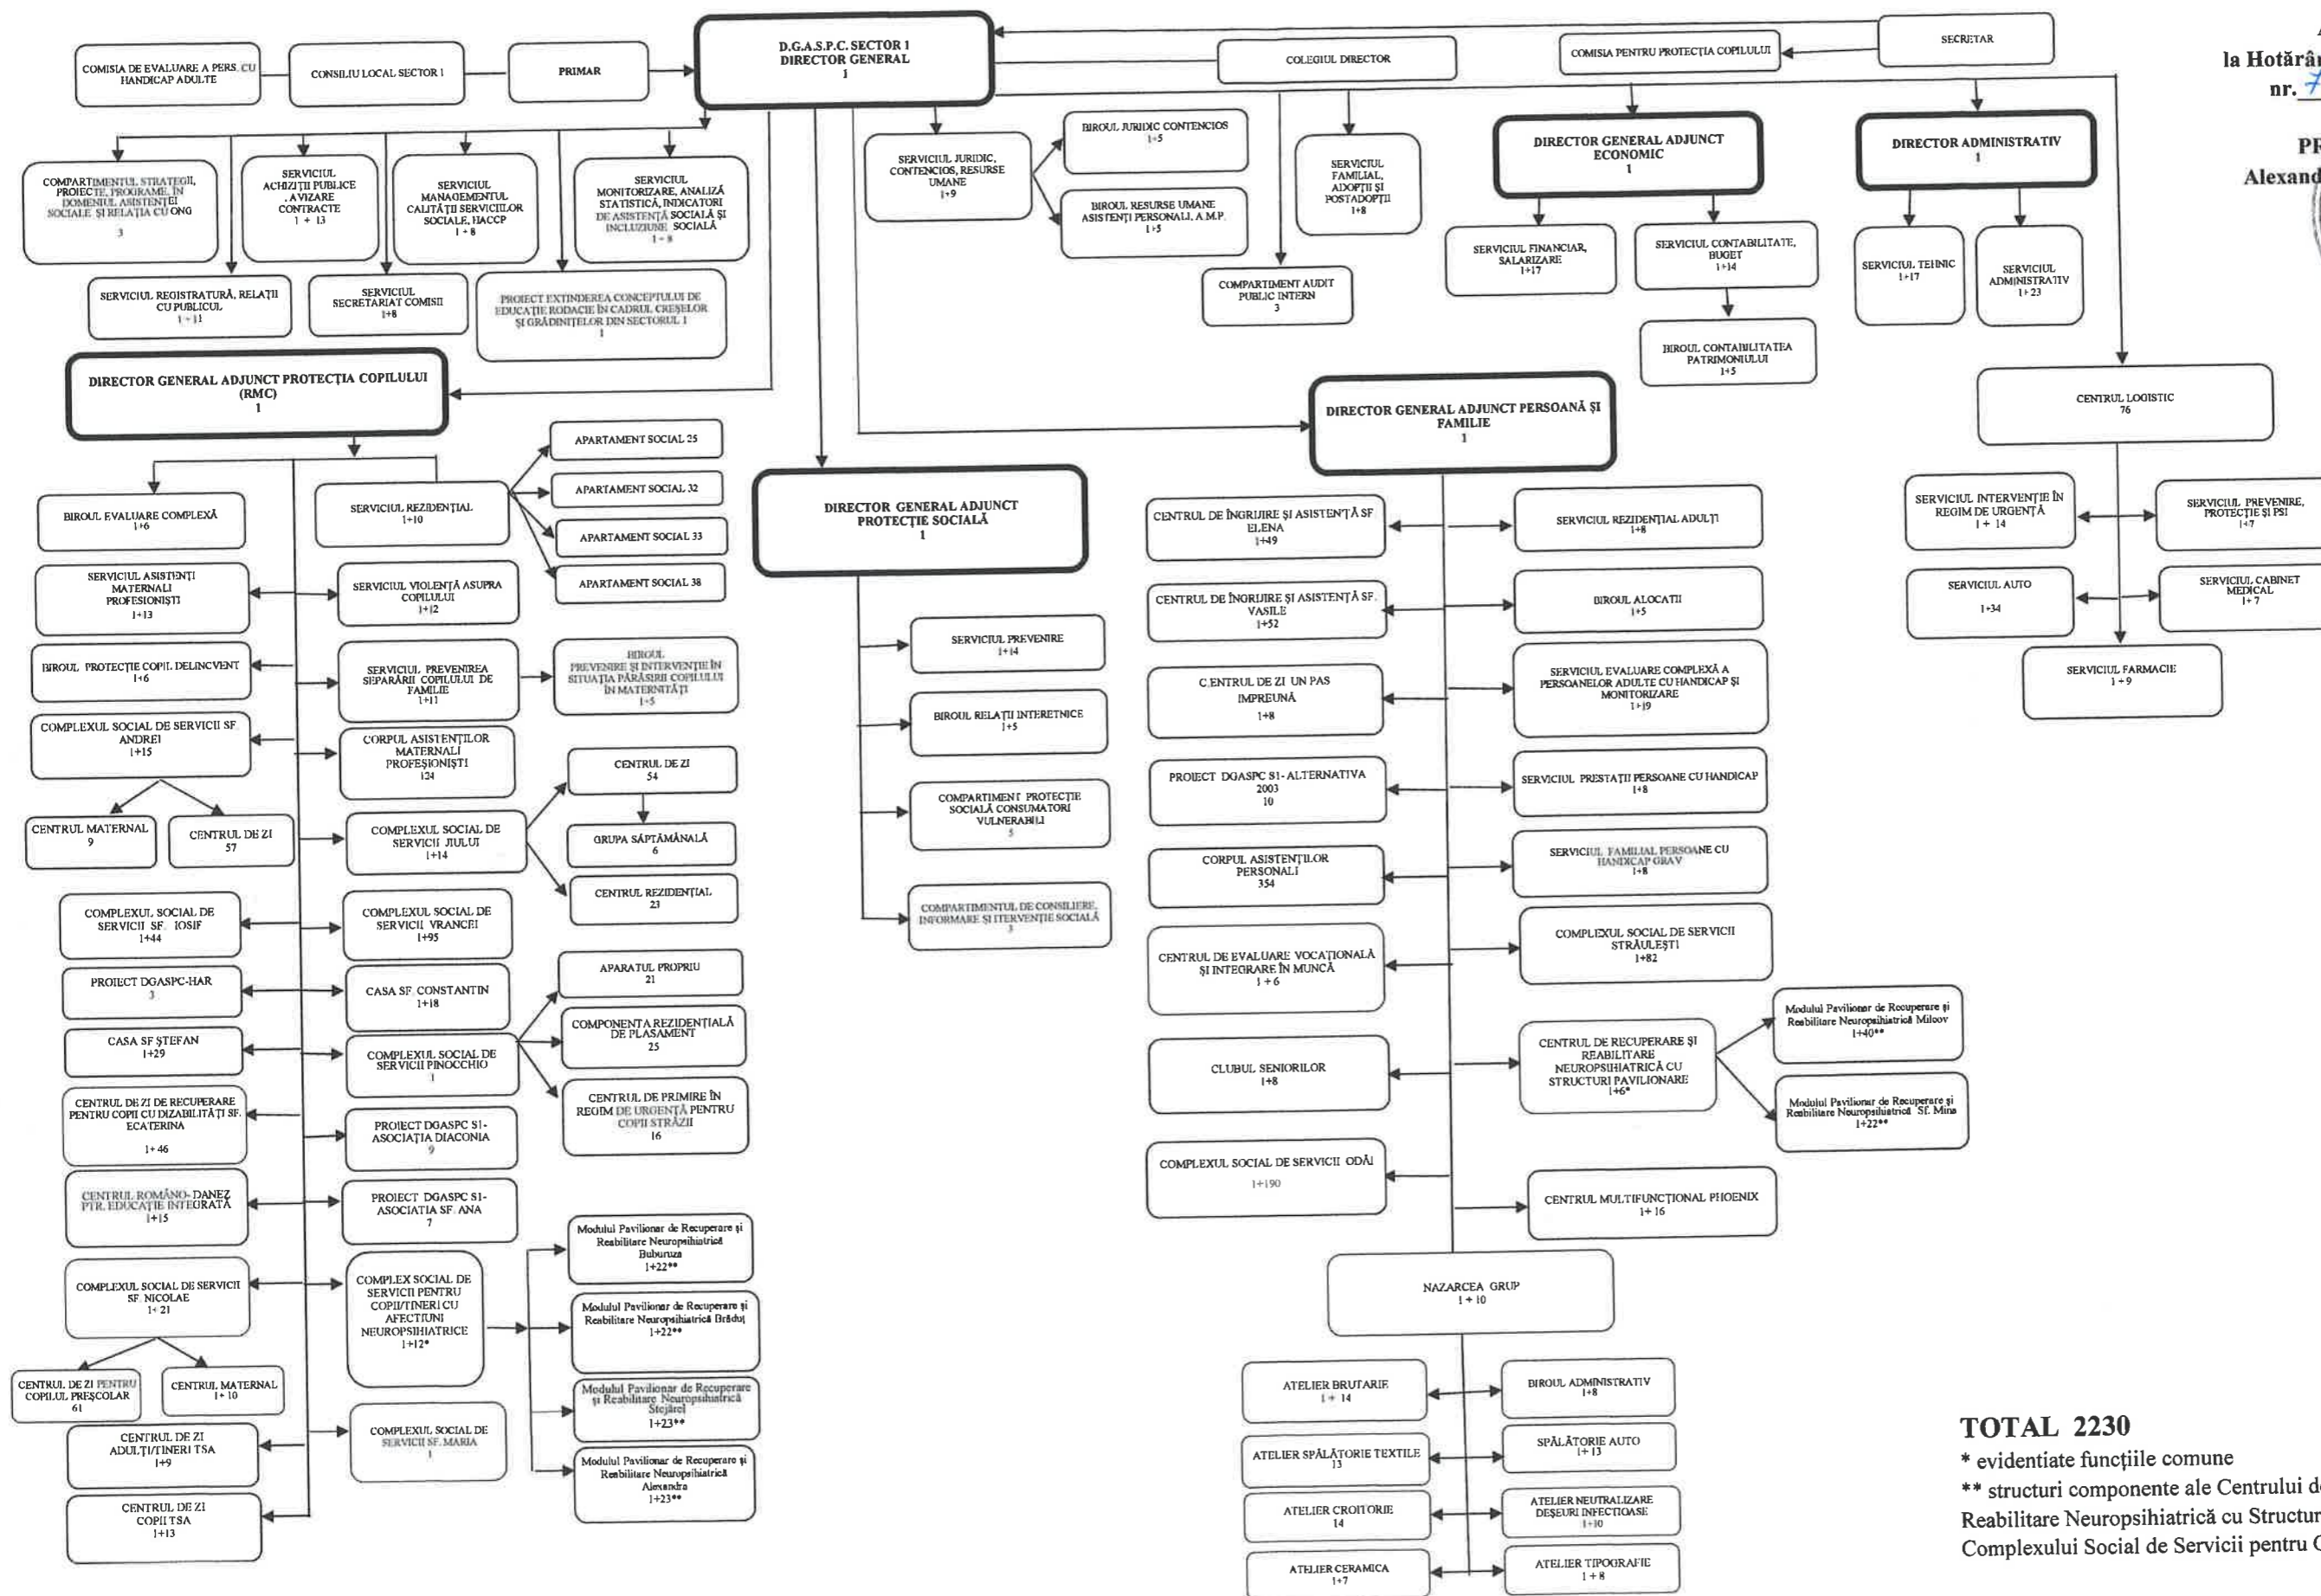 COMISIA DE EVALUARE A PERS. CU
HANDICAP ADULTE
CONSILIU LOCAL SECTOR 1
PRIMAR
D.G.A.S.P.C. SECTOR 1
DIRECTOR GENERAL
1
COLEGIUL DIRECTOR
COMISIA PENTRU PROTECȚIA COPILULUI
SECRETAR
la Hotărâ
nr.
PR
Alexand
COMPARTIMENTUL STRATEGII,
PROIECTE, PROGRAME, IN
DOMENIUL ASISTENȚEI
SOCIALE ȘI RELAȚIA CU ONG
3
SERVICIUL
ACHIZIȚII PUBLICE
, AVIZARE
CONTRACTE
1 + 13
SERVICIUL
MANAGEMENTUL
CALITĂȚII SERVICIILOR
SOCIALE, HACCP
1 + 8
SERVICIUL
MONITORIZARE, ANALIZĂ
STATISTICĂ, INDICATORI
DE ASISTENȚĂ SOCIALĂ ȘI
INCLUZIUNE SOCIALĂ
1 + 8
SERVICIUL REGISTRATURĂ, RELAȚII
CU PUBLICUL
1 + 11
SERVICIUL
SECRETARIAT COMISII
1+8
PROIECT EXTINDEREA CONCEPTULUI DE
EDUCAȚIE RODACIE ÎN CADRUL CREȘELOR
ȘI GRĂDINIȚELOR DIN SECTORUL 1
1
SERVICIUL JURIDIC,
CONTENCIOS, RESURSE
UMANE
1+9
BIROUL JURIDIC CONTENCIOS
1+5
BIROUL RESURSE UMANE
ASISTENȚI PERSONALI, A.M.P.
1+5
COMPARTIMENT AUDIT
PUBLIC INTERN
3
SERVICIUL
FAMILIAL,
ADOPȚII ȘI
POSTADOPȚII
1+8
DIRECTOR GENERAL ADJUNCT
ECONOMIC
1
SERVICIUL FINANCIAR,
SALARIZARE
1+17
SERVICIUL CONTABILITATE,
BUGET
1+14
BIROUL CONTABILITATEA
PATRIMONIULUI
1+5
DIRECTOR ADMINISTRATIV
1
SERVICIUL TEHNIC
1+17
SERVICIUL
ADMINISTRATIV
1+23
CENTRUL LOGISTIC
76
SERVICIUL INTERVENȚIE ÎN
REGIM DE URGENȚĂ
1 + 14
SERVICIUL PREVENIRE,
PROTECȚIE ȘI PSI
1+7
SERVICIUL AUTO
1+34
SERVICIUL CABINET
MEDICAL
1+ 7
SERVICIUL FARMACIE
1 + 9
DIRECTOR GENERAL ADJUNCT PROTECȚIA COPILULUI
(RMC)
1
BIROUL EVALUARE COMPLEXĂ
1+6
SERVICIUL REZIDENȚIAL
1+10
APARTAMENT SOCIAL 25
APARTAMENT SOCIAL 32
APARTAMENT SOCIAL 33
APARTAMENT SOCIAL 38
SERVICIUL ASISTENȚI
MATERNALI
PROFESIONIȘTI
1+13
SERVICIUL VIOLENȚĂ ASUPRA
COPILULUI
1+12
BIROUL PROTECȚIE COPIL DELINCVENT
1+6
SERVICIUL PREVENIREA
SEPARĂRII COPILULUI DE
FAMILIE
1+11
BIROUL
PREVENIRE ȘI INTERVENȚIE ÎN
SITUAȚIA PĂRĂSIRII COPILULUI
ÎN MATERNITĂȚI
1+5
COMPLEXUL SOCIAL DE SERVICII SF.
ANDREI
1+15
CORPUL ASISTENȚILOR
MATERNALI
PROFESIONIȘTI
124
CENTRUL MATERNAL
9
CENTRUL DE ZI
57
COMPLEXUL SOCIAL DE
SERVICII JIULUI
1+14
CENTRUL DE ZI
54
GRUPA SĂPTĂMÂNALĂ
6
CENTRUL REZIDENȚIAL
23
COMPLEXUL SOCIAL DE
SERVICII SF. IOSIF
1+44
COMPLEXUL SOCIAL DE
SERVICII VRANCEI
1+95
PROIECT DGASPC-HAR
3
CASA SF. CONSTANTIN
1+18
CASA SF ȘTEFAN
1+29
COMPLEXUL SOCIAL DE
SERVICII PINOCCHIO
1
APARATUL PROPRIU
21
COMPONENTA REZIDENȚIALĂ
DE PLASAMENT
25
CENTRUL DE PRIMIRE ÎN
REGIM DE URGENȚĂ PENTRU
COPII STRĂZII
16
CENTRUL DE ZI DE RECUPERARE
PENTRU COPII CU DIZABILITĂȚI SF.
ECATERINA
1+ 46
PROIECT DGASPC S1-
ASOCIAȚIA DIACONIA
9
CENTRUL ROMÂNO- DANEZ
PTR. EDUCAȚIE INTEGRATĂ
1+15
PROIECT DGASPC S1-
ASOCIATIA SF. ANA
7
COMPLEXUL SOCIAL DE SERVICII
SF. NICOLAE
1+ 21
COMPLEX SOCIAL DE
SERVICII PENTRU
COPII/TINERI CU
AFECTIUNI
NEUROPSIHIATRICE
1+12*
Modulul Pavilionar de Recuperare și
Reabilitare Neuropsihiatrică
Buburuza
1+22**
Modulul Pavilionar de Recuperare și
Reabilitare Neuropsihiatrică Brăduț
1+22**
Modulul Pavilionar de Recuperare
și Reabilitare Neuropsihiatrică
Stejărel
1+23**
Modulul Pavilionar de Recuperare și
Reabilitare Neuropsihiatrică
Alexandra
1+23**
CENTRUL DE ZI PENTRU
COPILUL PREȘCOLAR
61
CENTRUL MATERNAL
1+ 10
CENTRUL DE ZI
ADULȚI/TINERI TSA
1+9
COMPLEXUL SOCIAL DE
SERVICII SF. MARIA
1
CENTRUL DE ZI
COPII TSA
1+13
DIRECTOR GENERAL ADJUNCT
PROTECȚIE SOCIALĂ
1
SERVICIUL PREVENIRE
1+14
BIROUL RELAȚII INTERETNICE
1+5
COMPARTIMENT PROTECȚIE
SOCIALĂ CONSUMATORI
VULNERABILI
5
COMPARTIMENTUL DE CONSILIERE,
INFORMARE ȘI ITERVENȚIE SOCIALĂ
3
DIRECTOR GENERAL ADJUNCT PERSOANĂ ȘI
FAMILIE
1
CENTRUL DE ÎNGRIJIRE ȘI ASISTENȚĂ SF
ELENA
1+49
SERVICIUL REZIDENȚIAL ADULȚI
1+8
CENTRUL DE ÎNGRIJIRE ȘI ASISTENȚĂ SF.
VASILE
1+52
BIROUL ALOCATII
1+5
CENTRUL DE ZI UN PAS
IMPREUNĂ
1+8
SERVICIUL EVALUARE COMPLEXĂ A
PERSOANELOR ADULTE CU HANDICAP ȘI
MONITORIZARE
1+19
PROIECT DGASPC S1- ALTERNATIVA
2003
10
SERVICIUL PRESTAȚII PERSOANE CU HANDICAP
1+8
CORPUL ASISTENȚILOR
PERSONALI
354
SERVICIUL FAMILIAL PERSOANE CU
HANDICAP GRAV
1+8
CENTRUL DE EVALUARE VOCAȚIONALĂ
ȘI INTEGRARE ÎN MUNCĂ
1 + 6
COMPLEXUL SOCIAL DE SERVICII
STRĂULEȘTI
1+82
CLUBUL SENIORILOR
1+8
CENTRUL DE RECUPERARE ȘI
REABILITARE
NEUROPSIHIATRICĂ CU
STRUCTURI PAVILIONARE
1+6*
Modulul Pavilionar de Recuperare și
Reabilitare Neuropsihiatrică Milcov
1+40**
Modulul Pavilionar de Recuperare și
Reabilitare Neuropsihiatrică Sf. Mina
1+22**
COMPLEXUL SOCIAL DE SERVICII ODĂI
1+190
CENTRUL MULTIFUNCȚIONAL PHOENIX
1+ 16
NAZARCEA GRUP
1 + 10
ATELIER BRUTARIE
1 + 14
BIROUL ADMINISTRATIV
1+8
ATELIER SPĂLĂTORIE TEXTILE
13
SPĂLĂTORIE AUTO
1+ 13
ATELIER CROITORIE
14
ATELIER NEUTRALIZARE
DEȘEURI INFECTIOASE
1+10
ATELIER CERAMICA
1+7
ATELIER TIPOGRAFIE
1 + 8
TOTAL 2230
* evidentiate funcțiile comune
** structuri componente ale Centrului d
Reabilitare Neuropsihiatrică cu Structur
Complexului Social de Servicii pentru C